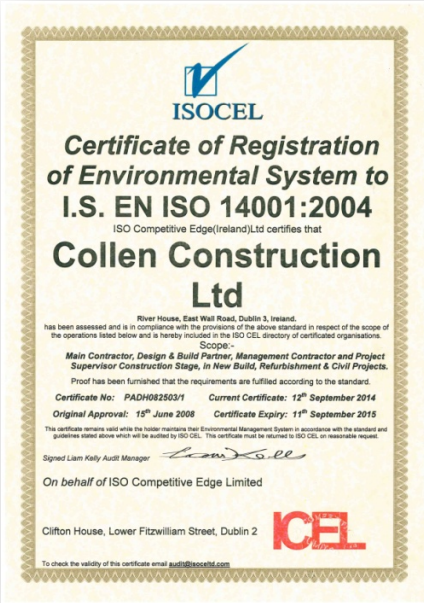 ISOCEL
Certificate of Registration
of Environmental System to
I.S. EN ISO 14001:2004
ISO Competitive Edge(Ireland)Ltd certifies that
Collen Construction
Ltd
River House, East Wall Road, Dublin 3, Ireland.
has been assessed and is in compliance with the provisions of the above standard in respect of the scope of
the operations listed below and is hereby included in the ISO CEL directory of certificated organisations.
Scope:-
Main Contractor, Design & Build Partner, Management Contractor and Project
Supervisor Construction Stage, in New Build, Refurbishment & Civil Projects.
Proof has been furnished that the requirements are fulfilled according to the standard.
Certificate No: PADH082503/1 Current Certificate: 12th September 2014
Original Approval: 15th June 2008 Certificate Expiry: 11th September 2015
This certificate remains valid while the holder maintains their Environmental Management System in accordance with the standard and
guidelines stated above which will be audited by ISO CEL. This certificate must be returned to ISO CEL on reasonable request.
Signed Liam Kelly Audit Manager
On behalf of ISO Competitive Edge Limited
Clifton House, Lower Fitzwilliam Street, Dublin 2
ICEL
To check the validity of this certificate email audit@isoceltd.com